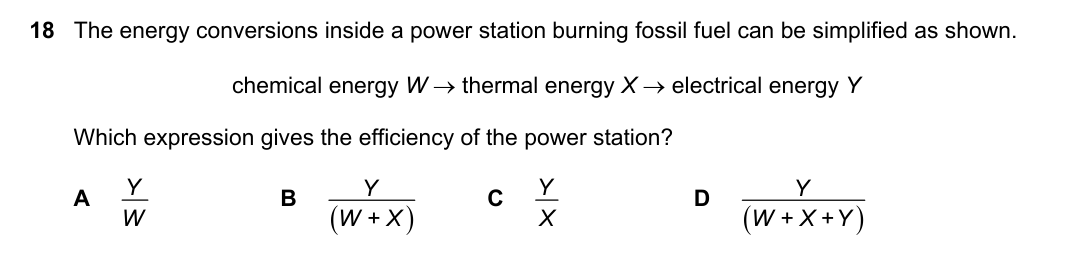 18 The energy conversions inside a power station burning fossil fuel can be simplified as shown.
chemical energy W → thermal energy X → electrical energy Y
Which expression gives the efficiency of the power station?
A Y/W B Y/(W + X) C Y/X D Y/(W + X + Y)